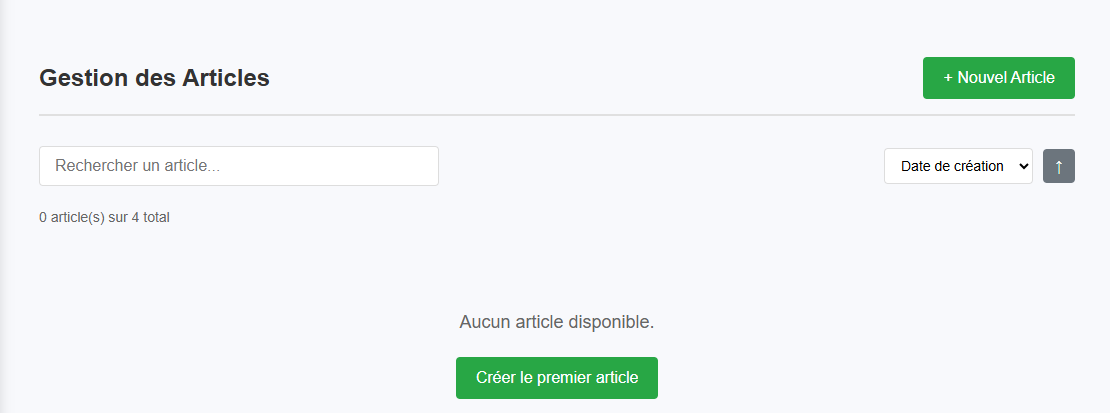 Gestion des Articles
+ Nouvel Article
Rechercher un article...
Date de création
↑
0 article(s) sur 4 total
Aucun article disponible.
Créer le premier article